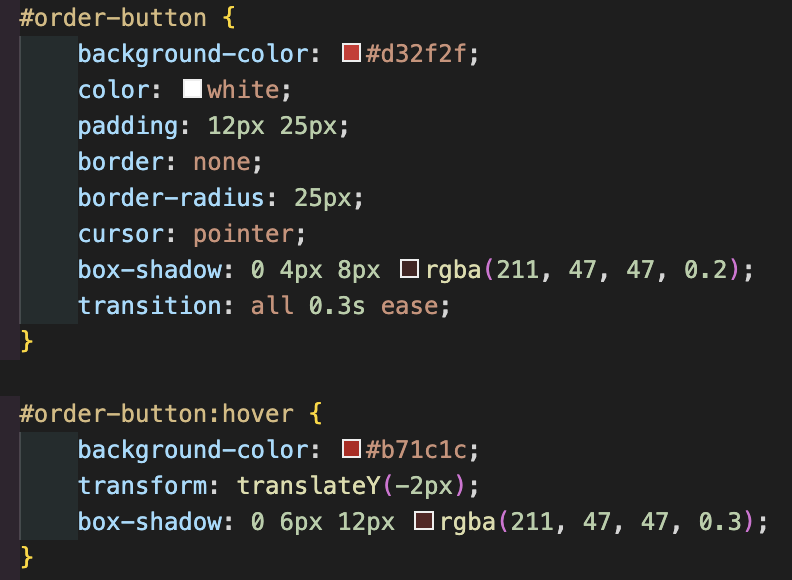 #order-button {
background-color: #d32f2f;
color: white;
padding: 12px 25px;
border: none;
border-radius: 25px;
cursor: pointer;
box-shadow: 0 4px 8px rgba(211, 47, 47, 0.2);
transition: all 0.3s ease;
}
#order-button:hover {
background-color: #b71c1c;
transform: translateY(-2px);
box-shadow: 0 6px 12px rgba(211, 47, 47, 0.3);
}